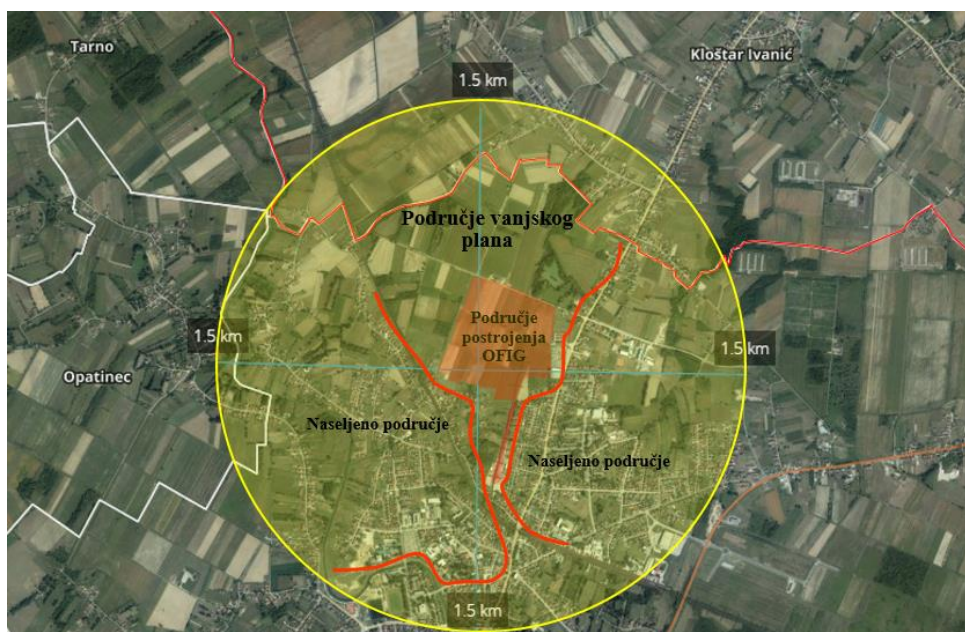 Tarno
Kloštar Ivanić
1.5 km
Područje vanjskog
plana
Područje
postrojenja
OFIG
1.5 km
1.5 km
Opatinec
Naseljeno područje
Naseljeno područje
1.5 km